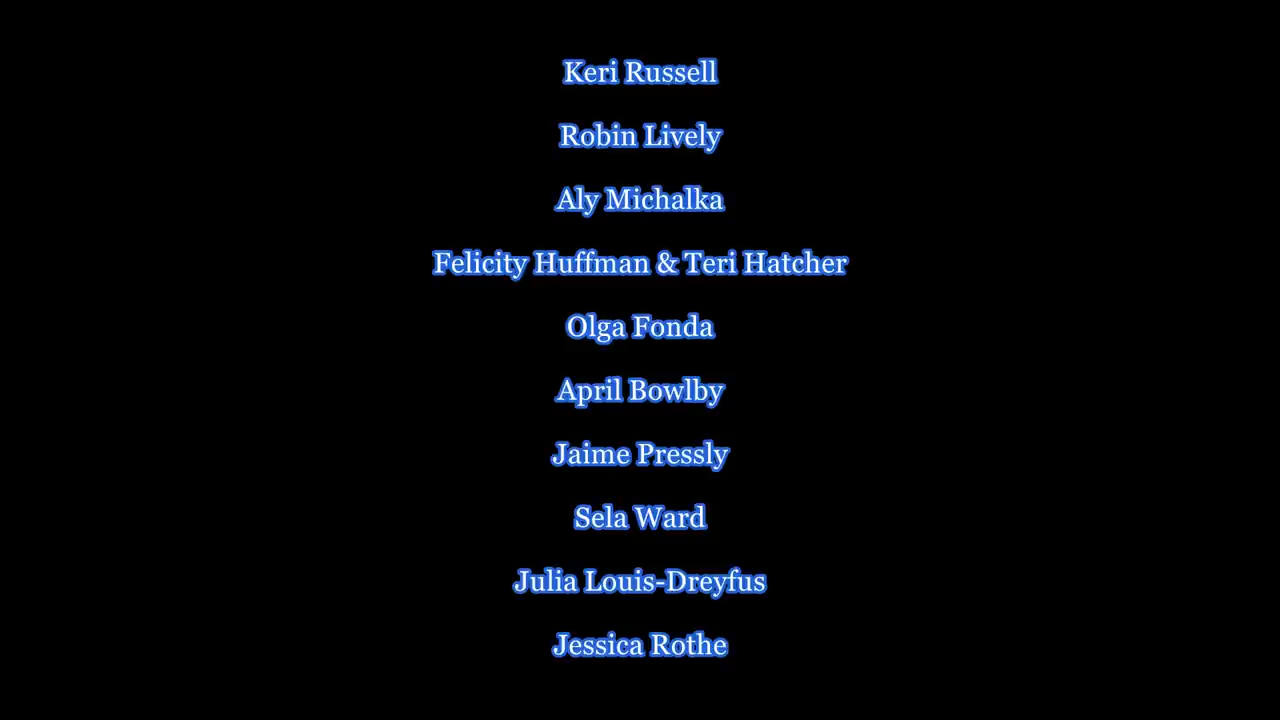 Keri Russell
Robin Lively
Aly Michalka
Felicity Huffman & Teri Hatcher
Olga Fonda
April Bowlby
Jaime Pressly
Sela Ward
Julia Louis-Dreyfus
Jessica Rothe